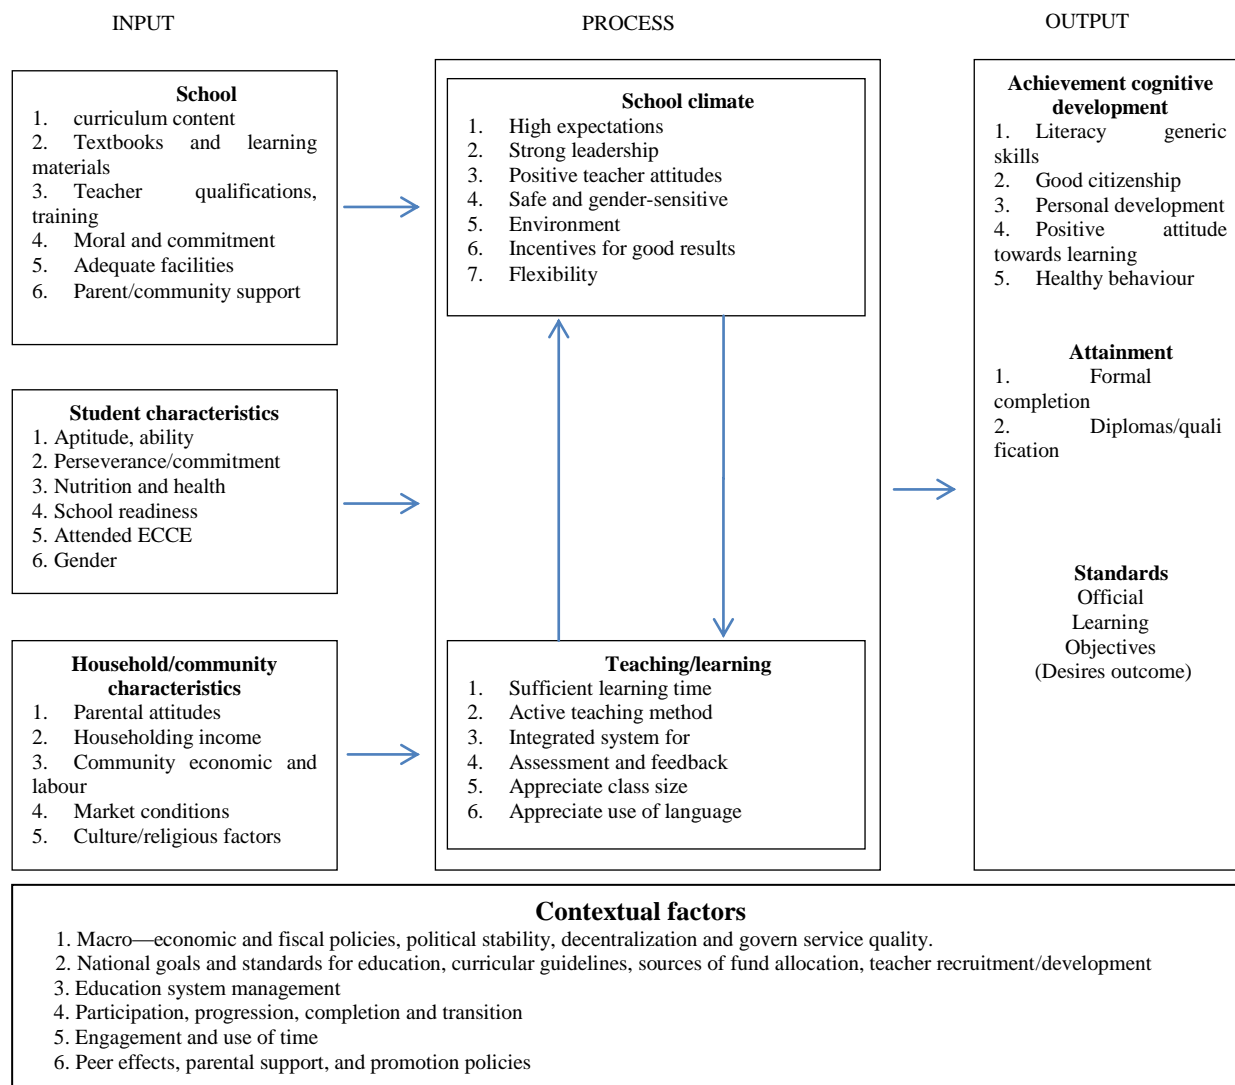 INPUT
PROCESS
OUTPUT
School
1. curriculum content
2. Textbooks and learning
materials
3. Teacher qualifications,
training
4. Moral and commitment
5. Adequate facilities
6. Parent/community support
Student characteristics
1. Aptitude, ability
2. Perseverance/commitment
3. Nutrition and health
4. School readiness
5. Attended ECCE
6. Gender
Household/community
characteristics
1. Parental attitudes
2. Householding income
3. Community economic and
labour
4. Market conditions
5. Culture/religious factors
School climate
1. High expectations
2. Strong leadership
3. Positive teacher attitudes
4. Safe and gender-sensitive
5. Environment
6. Incentives for good results
7. Flexibility
Teaching/learning
1. Sufficient learning time
2. Active teaching method
3. Integrated system for
4. Assessment and feedback
5. Appreciate class size
6. Appreciate use of language
Achievement cognitive
development
1. Literacy generic
skills
2. Good citizenship
3. Personal development
4. Positive attitude
towards learning
5. Healthy behaviour
Attainment
1. Formal
completion
2. Diplomas/quali
fication
Standards
Official
Learning
Objectives
(Desires outcome)
Contextual factors
1. Macro—economic and fiscal policies, political stability, decentralization and govern service quality.
2. National goals and standards for education, curricular guidelines, sources of fund allocation, teacher recruitment/development
3. Education system management
4. Participation, progression, completion and transition
5. Engagement and use of time
6. Peer effects, parental support, and promotion policies